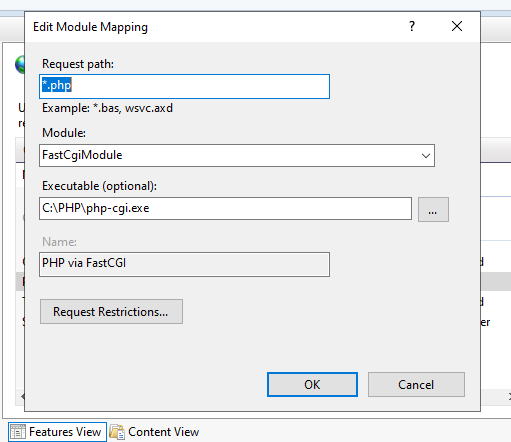 Edit Module Mapping
Request path:
*.php
Example: *.bas, wsvc.axd
Module:
FastCgiModule
Executable (optional):
C:\PHP\php-cgi.exe
...
Name:
PHP via FastCGI
Request Restrictions...
OK
Cancel
Features View
Content View